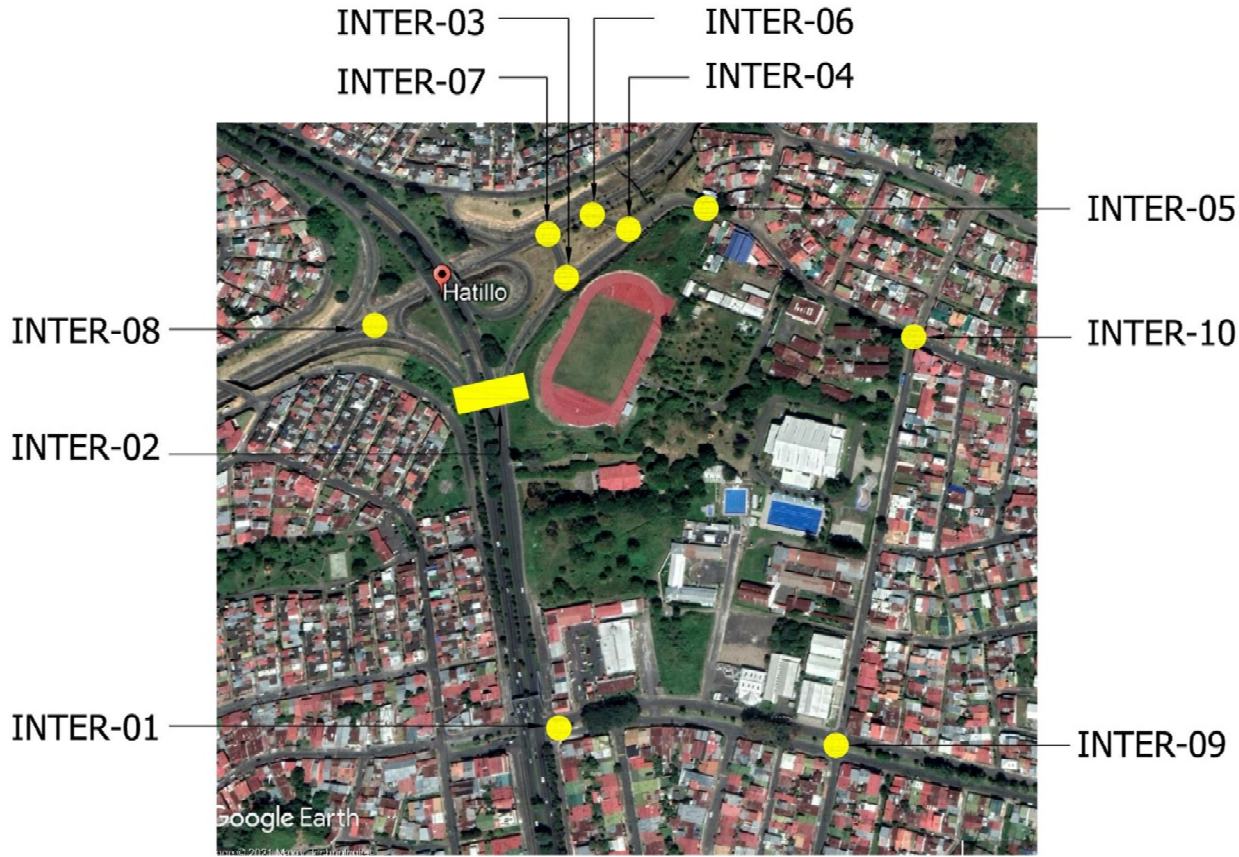 INTER-03
INTER-06
INTER-07
INTER-04
INTER-05
Hatillo
INTER-08
INTER-10
INTER-02
INTER-01
INTER-09
Google Earth